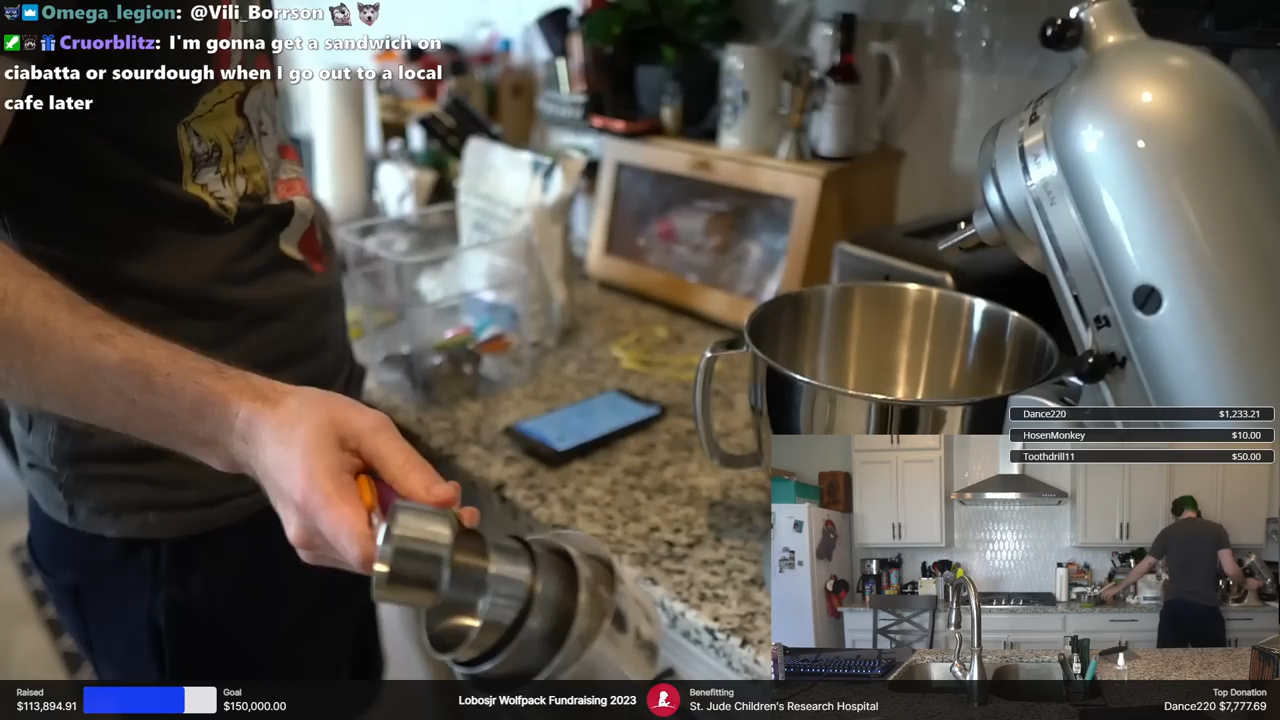 Omega_legion: @Vili_Borrson
Cruorblitz: I'm gonna get a sandwich on
ciabatta or sourdough when I go out to a local
cafe later
ARTISAN
Dance220 $1,233.21
HosenMonkey $10.00
Toothdrill11 $50.00
Raised
$113,894.91
Goal
$150,000.00
Lobosjr Wolfpack Fundraising 2023
Benefitting
St. Jude Children's Research Hospital
Top Donation
Dance220 $7,777.69